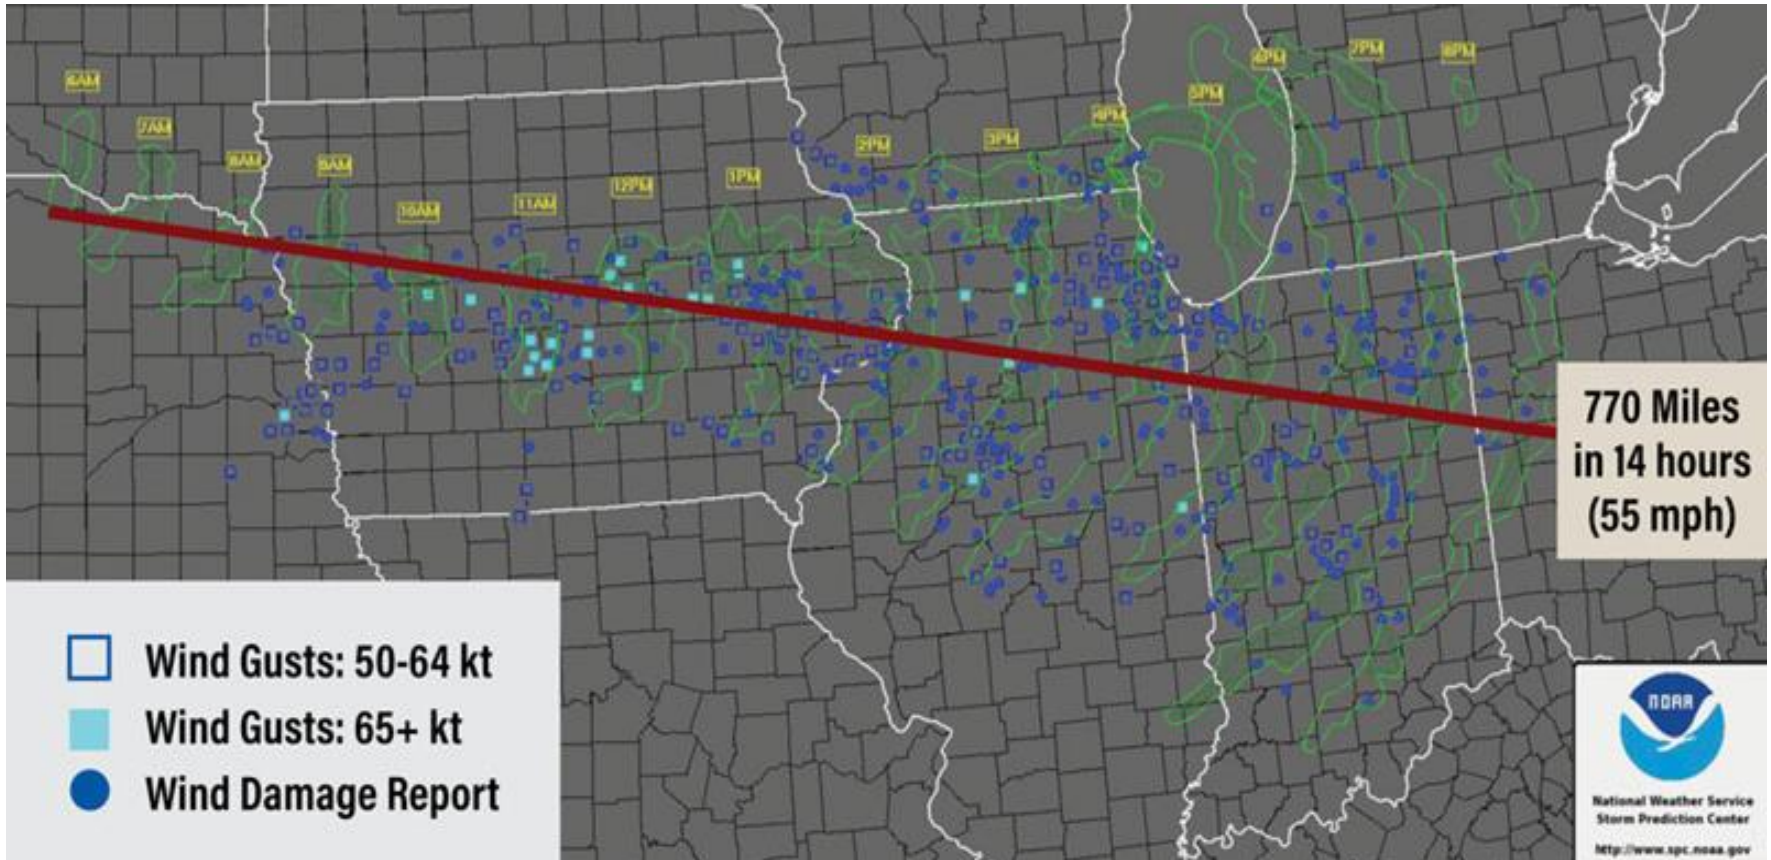 6AM
7AM
8AM
9AM
10AM
11AM
12PM
1PM
2PM
3PM
4PM
5PM
6PM
7PM
8PM
770 Miles
in 14 hours
(55 mph)
Wind Gusts: 50-64 kt
Wind Gusts: 65+ kt
Wind Damage Report
NOAA
National Weather Service
Storm Prediction Center
http://www.spc.noaa.gov